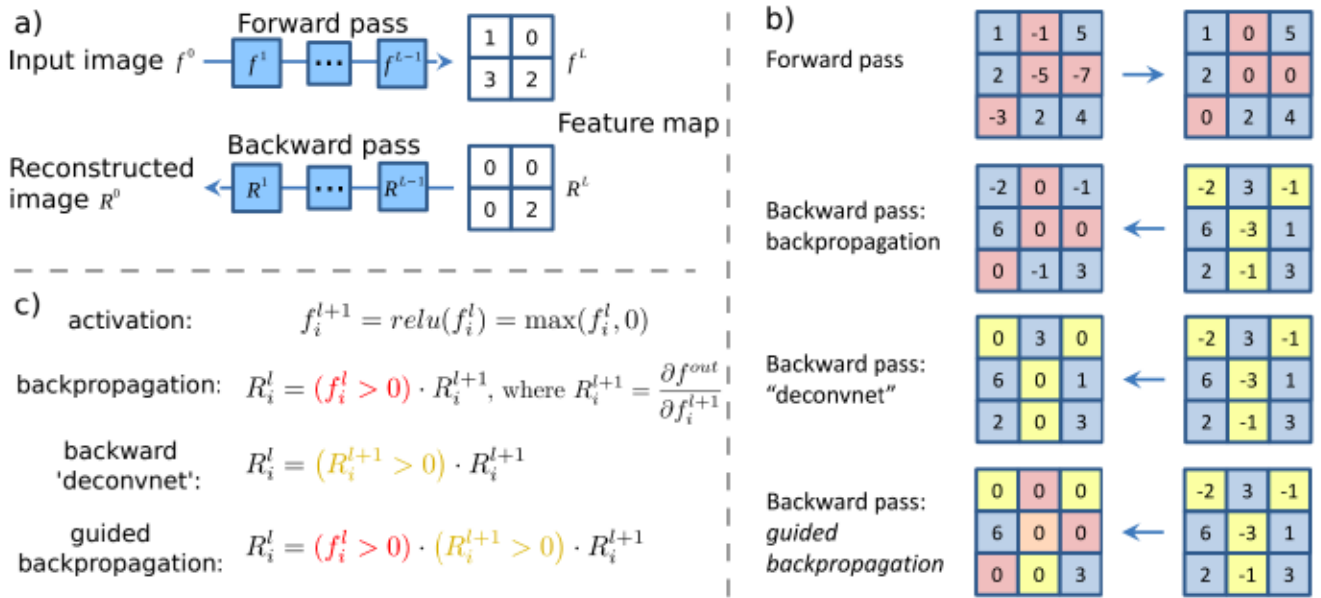 a)
Forward pass
Input image f^0
f^1
...
f^{L-1}
1 0
3 2
f^L
Feature map
Backward pass
Reconstructed
image R^0
R^1
...
R^{L-1}
0 0
0 2
R^L
b)
Forward pass
1 -1 5
2 -5 -7
-3 2 4
1 0 5
2 0 0
0 2 4
Backward pass:
backpropagation
-2 0 -1
6 0 0
0 -1 3
-2 3 -1
6 -3 1
2 -1 3
Backward pass:
“deconvnet”
0 3 0
6 0 1
2 0 3
-2 3 -1
6 -3 1
2 -1 3
Backward pass:
guided
backpropagation
0 0 0
6 0 0
0 0 3
-2 3 -1
6 -3 1
2 -1 3
c)
activation: f_i^{l+1} = relu(f_i^l) = max(f_i^l, 0)
backpropagation: R_i^l = (f_i^l > 0) · R_i^{l+1}, where R_i^{l+1} = ∂f^{out} / ∂f_i^{l+1}
backward
'deconvnet': R_i^l = (R_i^{l+1} > 0) · R_i^{l+1}
guided
backpropagation: R_i^l = (f_i^l > 0) · (R_i^{l+1} > 0) · R_i^{l+1}